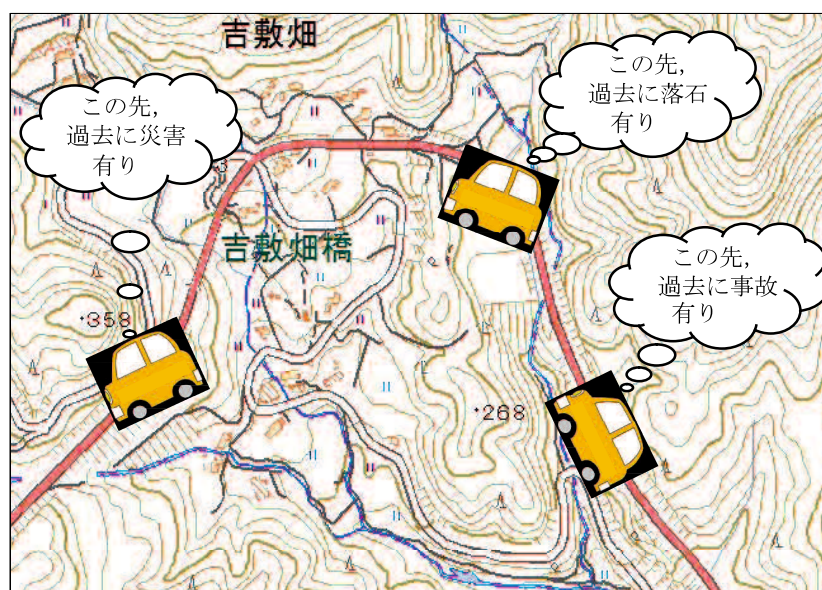 吉敷畑
この先，
過去に落石
有り
この先，
過去に災害
有り
3
吉敷畑橋
この先，
過去に事故
有り
・358
・268